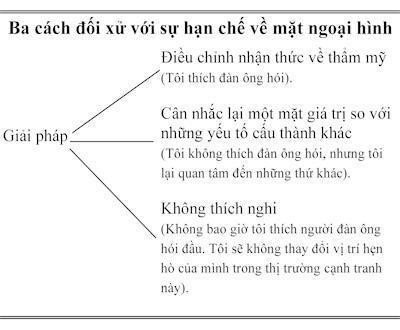 Ba cách đối xử với sự hạn chế về mặt ngoại hình
Điều chỉnh nhận thức về thẩm mỹ
(Tôi thích đàn ông hói).
Cân nhắc lại một mặt giá trị so với
những yếu tố cấu thành khác
(Tôi không thích đàn ông hói, nhưng tôi
lại quan tâm đến những thứ khác).
Giải pháp
Không thích nghi
(Không bao giờ tôi thích người đàn ông
hói đầu. Tôi sẽ không thay đổi vị trí hẹn
hò của mình trong thị trường cạnh tranh
này).